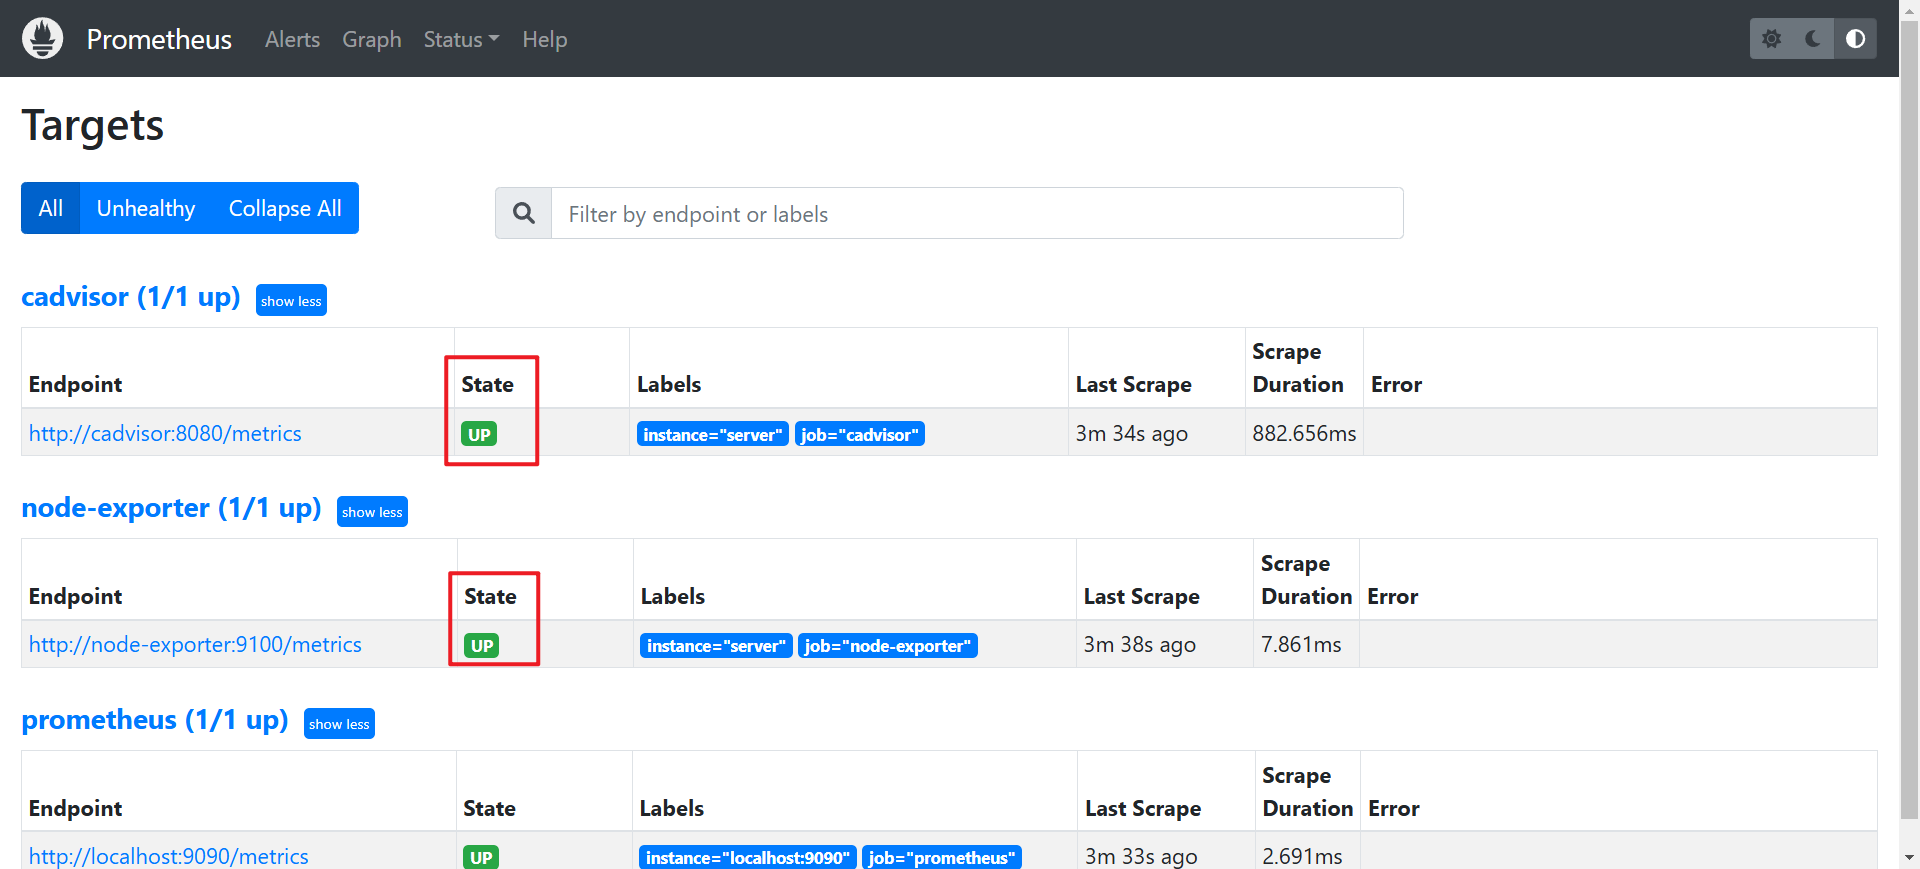 Prometheus Alerts Graph Status Help
Targets
All Unhealthy Collapse All
Filter by endpoint or labels
cadvisor (1/1 up) show less
Endpoint State Labels Last Scrape Scrape Duration Error
http://cadvisor:8080/metrics UP instance="server" job="cadvisor" 3m 34s ago 882.656ms
node-exporter (1/1 up) show less
Endpoint State Labels Last Scrape Scrape Duration Error
http://node-exporter:9100/metrics UP instance="server" job="node-exporter" 3m 38s ago 7.861ms
prometheus (1/1 up) show less
Endpoint State Labels Last Scrape Scrape Duration Error
http://localhost:9090/metrics UP instance="localhost:9090" job="prometheus" 3m 33s ago 2.691ms